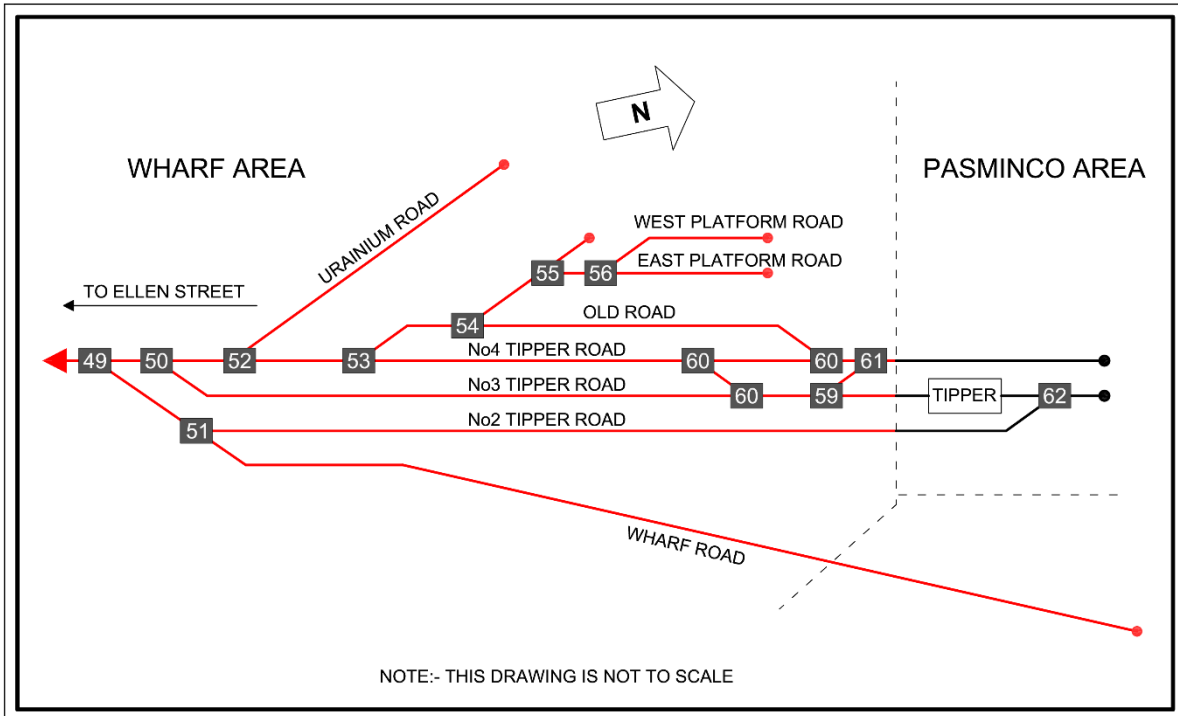 N
WHARF AREA
PASMINCO AREA
URAINIUM ROAD
WEST PLATFORM ROAD
55
56
EAST PLATFORM ROAD
TO ELLEN STREET
54
OLD ROAD
49
50
52
53
No4 TIPPER ROAD
60
60
61
No3 TIPPER ROAD
60
59
TIPPER
62
51
No2 TIPPER ROAD
WHARF ROAD
NOTE:- THIS DRAWING IS NOT TO SCALE